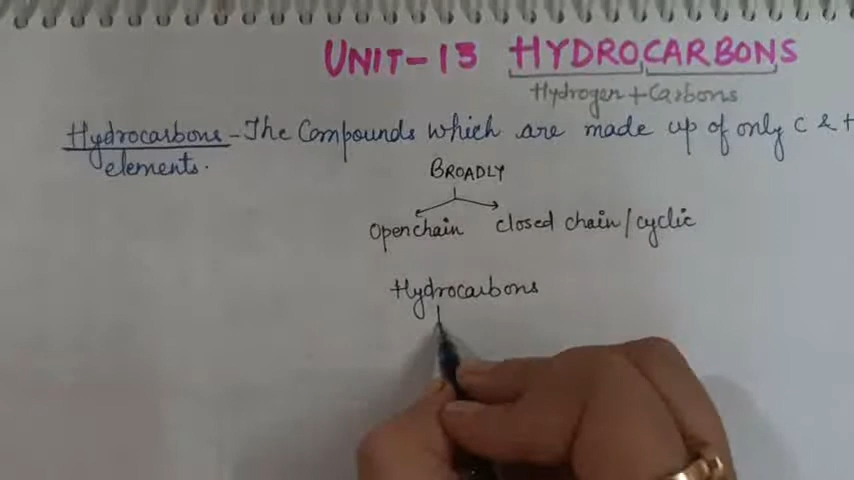 UNIT-13 HYDROCARBONS
Hydrogen+Carbons
Hydrocarbons-The Compounds which are made up of only C & H
elements.
BROADLY
Openchain closed chain/cyclic
Hydrocarbons